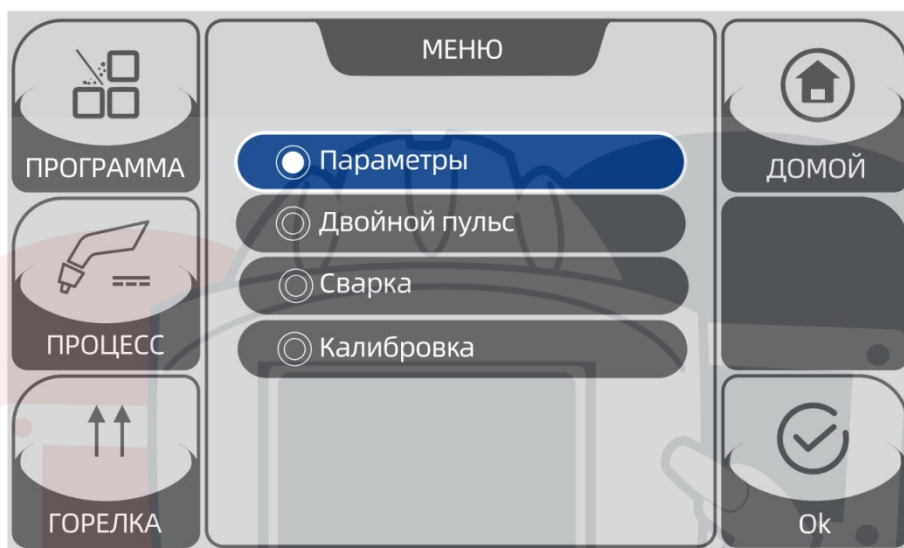 МЕНЮ
ПРОГРАММА
ПРОЦЕСС
ГОРЕЛКА
Параметры
Двойной пульс
Сварка
Калибровка
ДОМОЙ
Ok